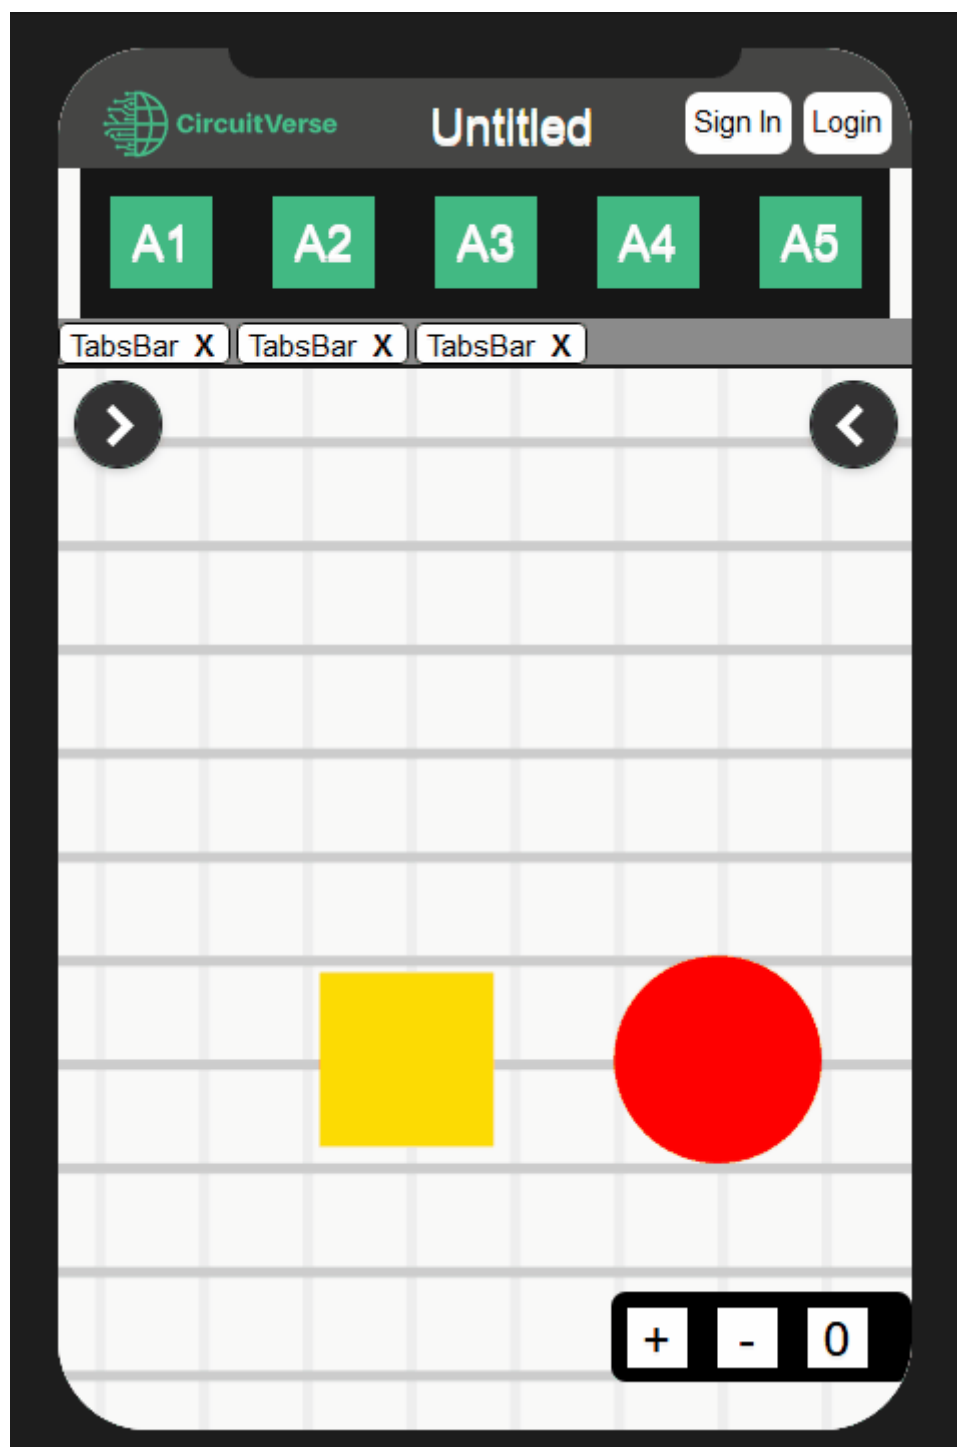 CircuitVerse Untitled Sign In Login
A1 A2 A3 A4 A5
TabsBar X TabsBar X TabsBar X
+ - 0